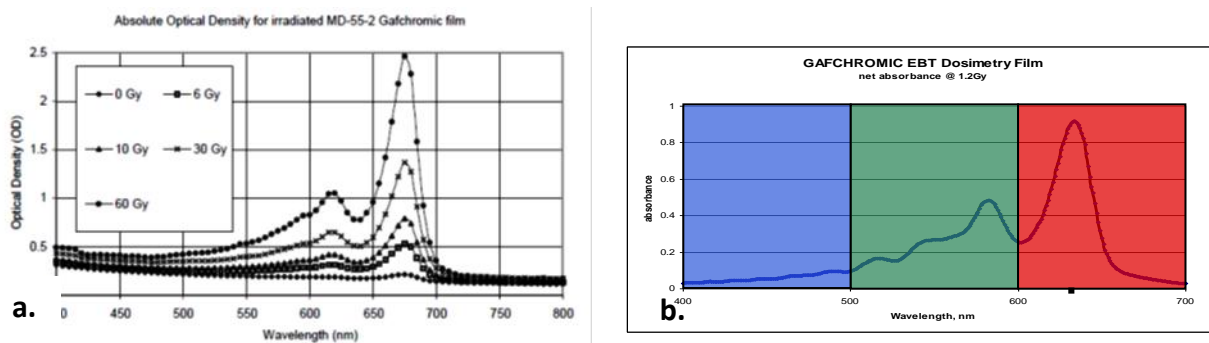 Absolute Optical Density for irradiated MD-55-2 Gafchromic film
2.5
2
1.5
1
0.5
Optical Density (OD)
0 Gy
6 Gy
10 Gy
30 Gy
60 Gy
a.
0
450
500
550
600
650
700
750
800
Wavelength (nm)
GAFCHROMIC EBT Dosimetry Film
net absorbance @ 1.2Gy
1
0.8
0.6
0.4
0.2
0
absorbance
b.
400
500
600
700
Wavelength, nm